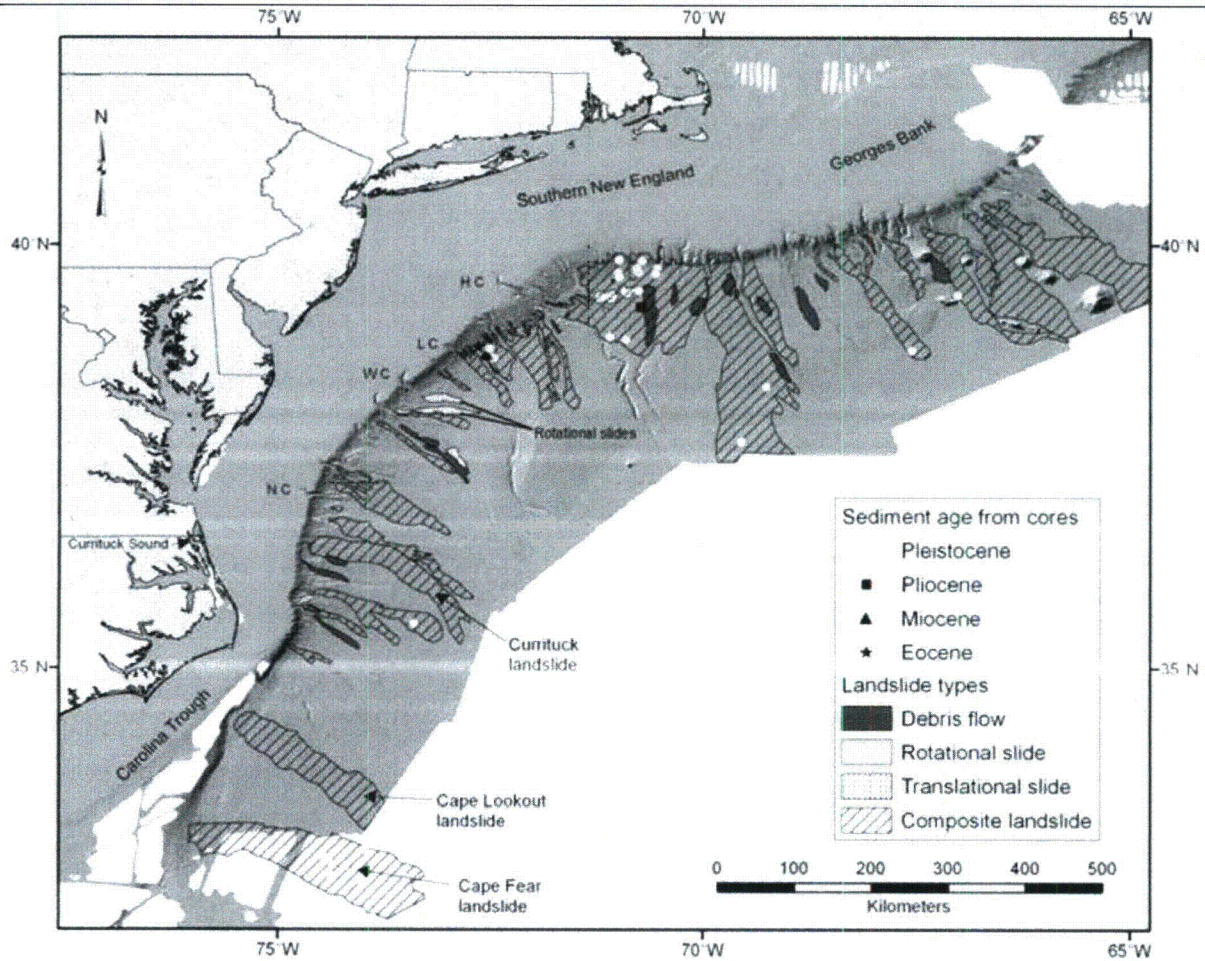 75°W
70°W
65°W
N
Georges Bank
Southern New England
40°N
40°N
HC
LC
WC
Rotational slides
NC
Currituck Sound
Sediment age from cores
Pleistocene
Pliocene
Miocene
Eocene
Landslide types
Debris flow
Rotational slide
Translational slide
Composite landslide
Currituck
landslide
35°N
35°N
Carolina Trough
Cape Lookout
landslide
Cape Fear
landslide
0 100 200 300 400 500
Kilometers
75°W
70°W
65°W